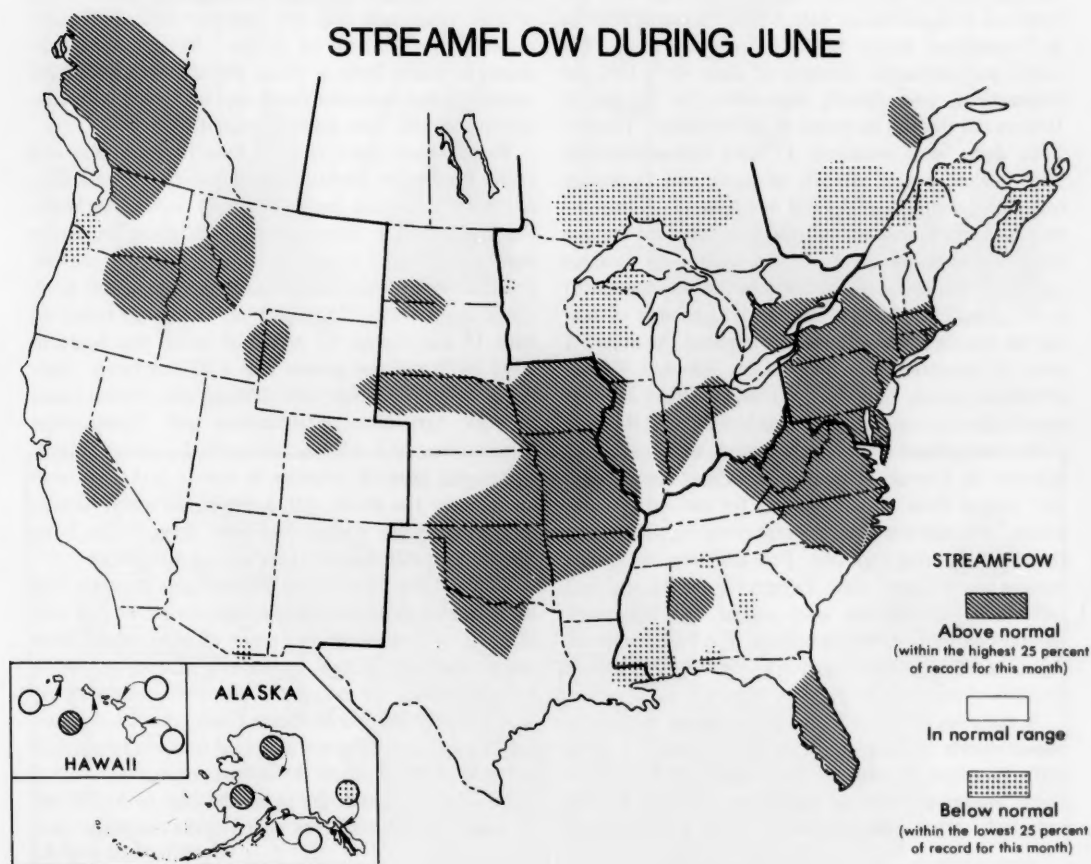 STREAMFLOW DURING JUNE
STREAMFLOW
Above normal
(within the highest 25 percent
of record for this month)
In normal range
Below normal
(within the lowest 25 percent
of record for this month)
ALASKA
HAWAII